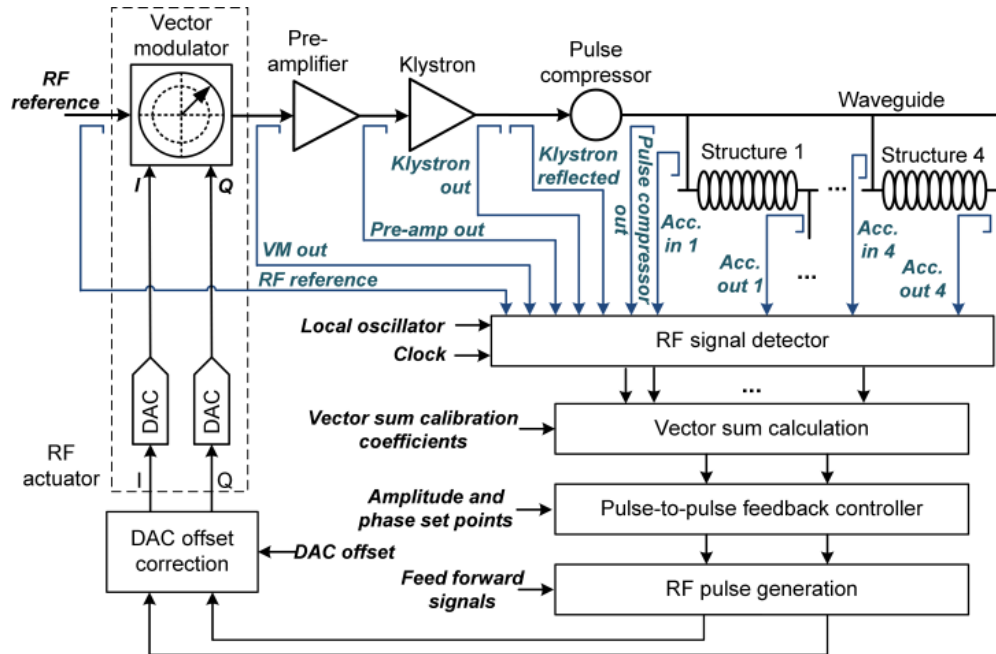 Vector
modulator
Pre-
amplifier
Klystron
Pulse
compressor
RF
reference
Waveguide
Structure 1
...
Structure 4
I
Q
Klystron
out
Klystron
reflected
Pulse compressor
out
Acc.
in 1
Acc.
in 4
Pre-amp out
VM out
RF reference
Acc.
out 1
...
Acc.
out 4
Local oscillator
Clock
RF signal detector
...
DAC
DAC
Vector sum calibration
coefficients
Vector sum calculation
RF
actuator
I
Q
Amplitude and
phase set points
Pulse-to-pulse feedback controller
DAC offset
correction
DAC offset
Feed forward
signals
RF pulse generation